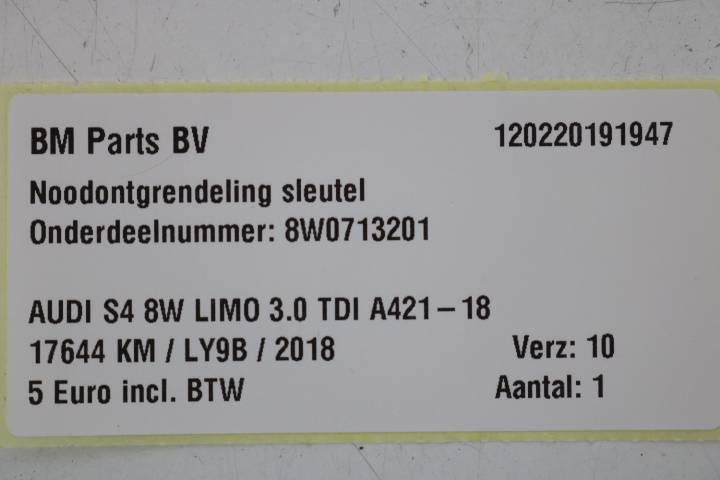 BM Parts BV 120220191947
Noodontgrendeling sleutel
Onderdeelnummer: 8W0713201
AUDI S4 8W LIMO 3.0 TDI A421-18
17644 KM / LY9B / 2018 Verz: 10
5 Euro incl. BTW Aantal: 1